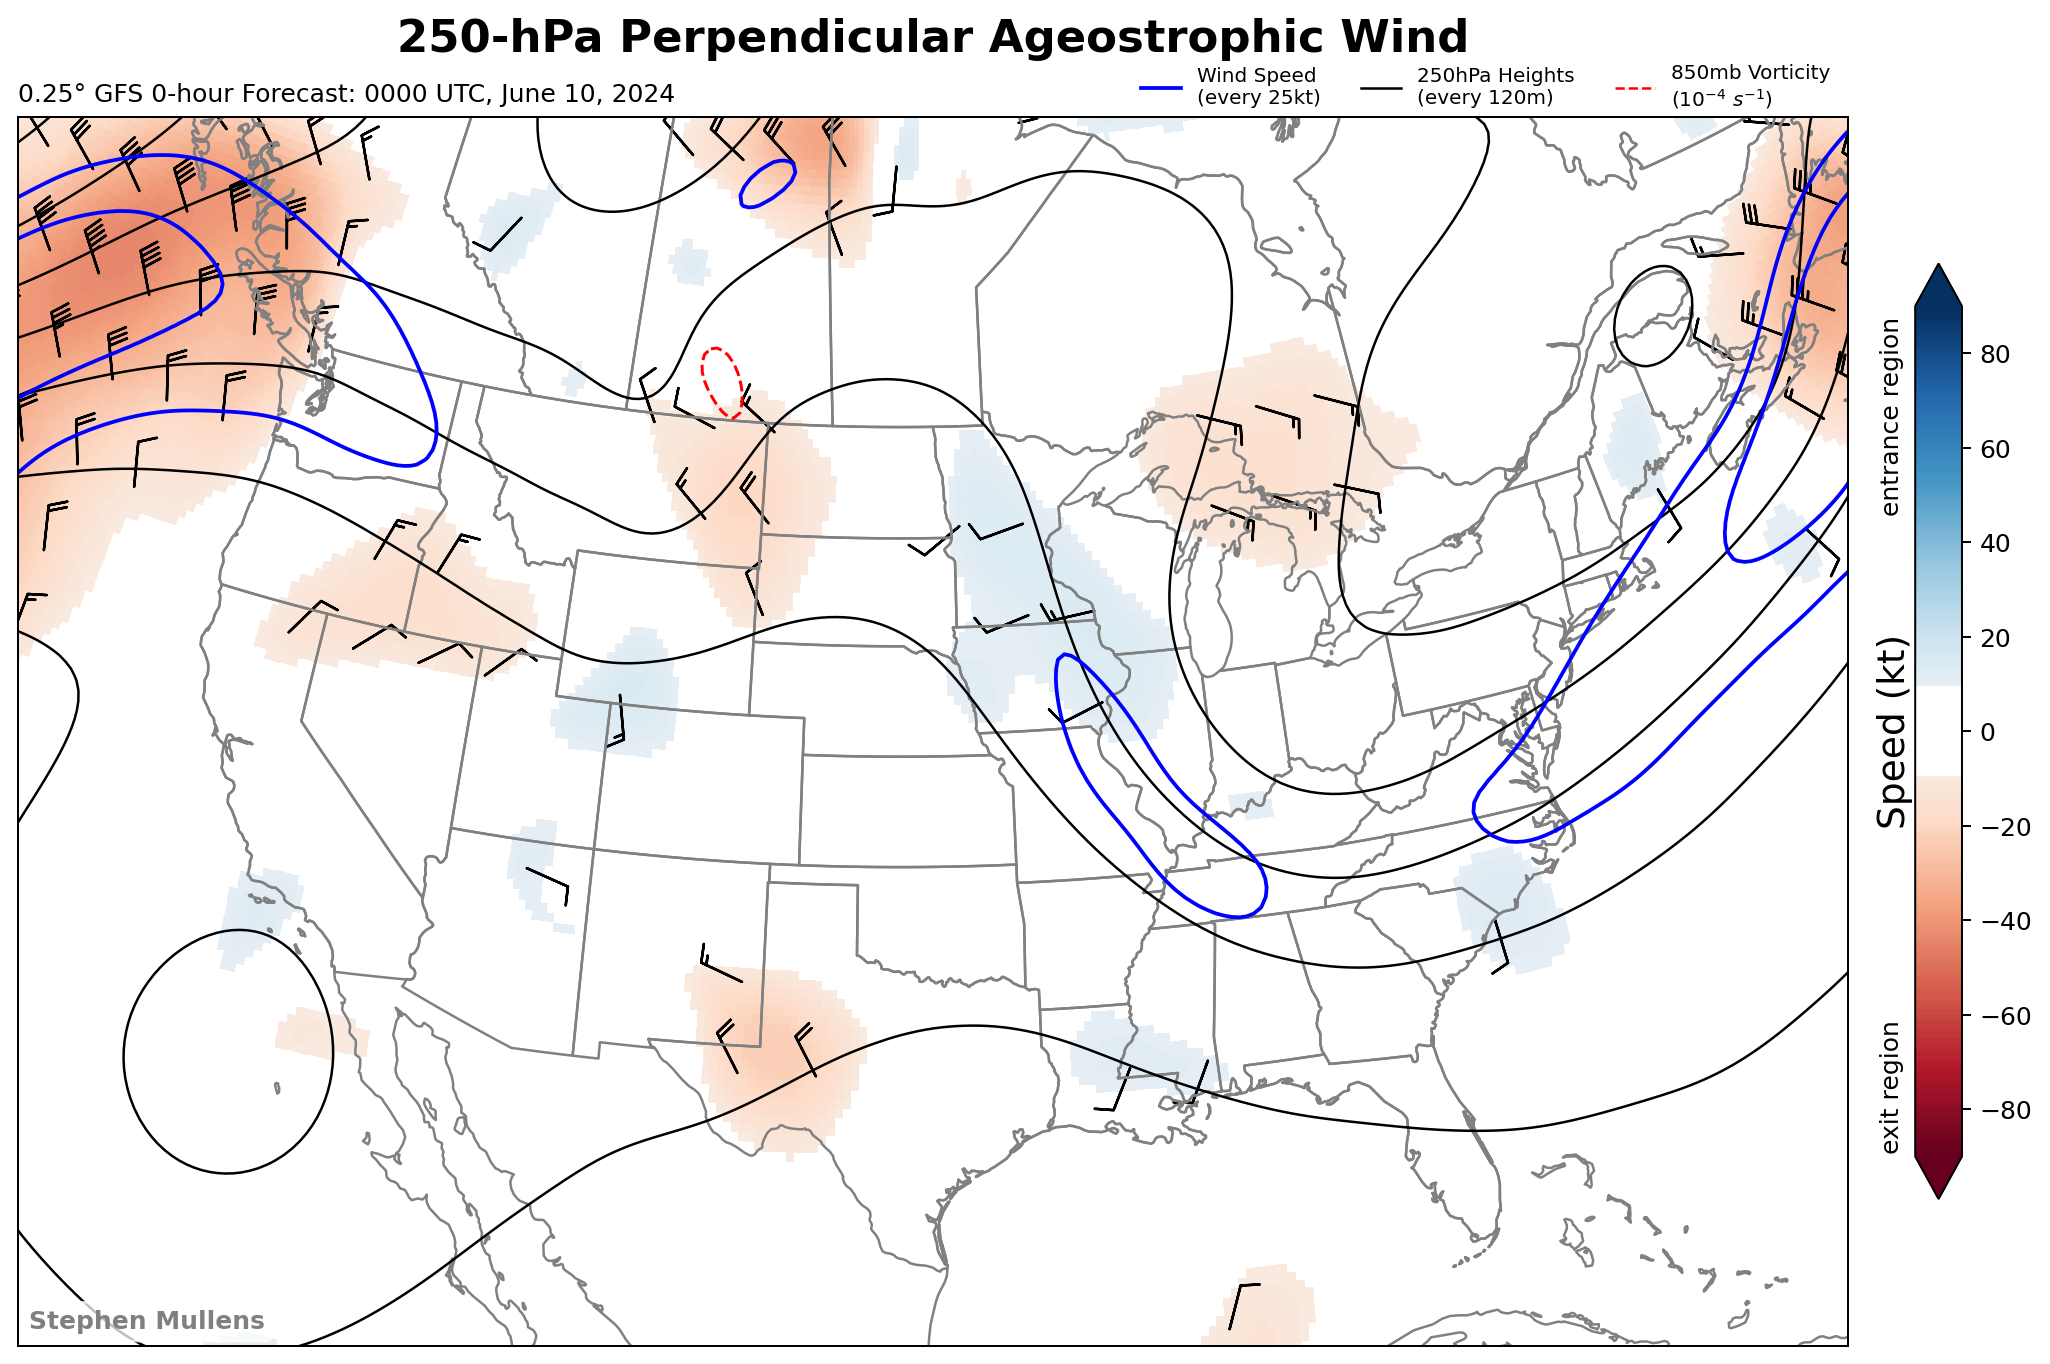 250-hPa Perpendicular Ageostrophic Wind
0.25° GFS 0-hour Forecast: 0000 UTC, June 10, 2024
Wind Speed
(every 25kt)
250hPa Heights
(every 120m)
850mb Vorticity
(10⁻⁴ s⁻¹)
entrance region
exit region
Speed (kt)
80
60
40
20
0
−20
−40
−60
−80
Stephen Mullens